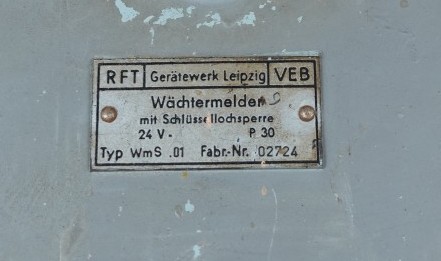 RFT Gerätewerk Leipzig VEB
Wächtermelder
mit Schlüssellochsperre
24 V- P 30
Typ WmS .01 Fabr.-Nr. 02724